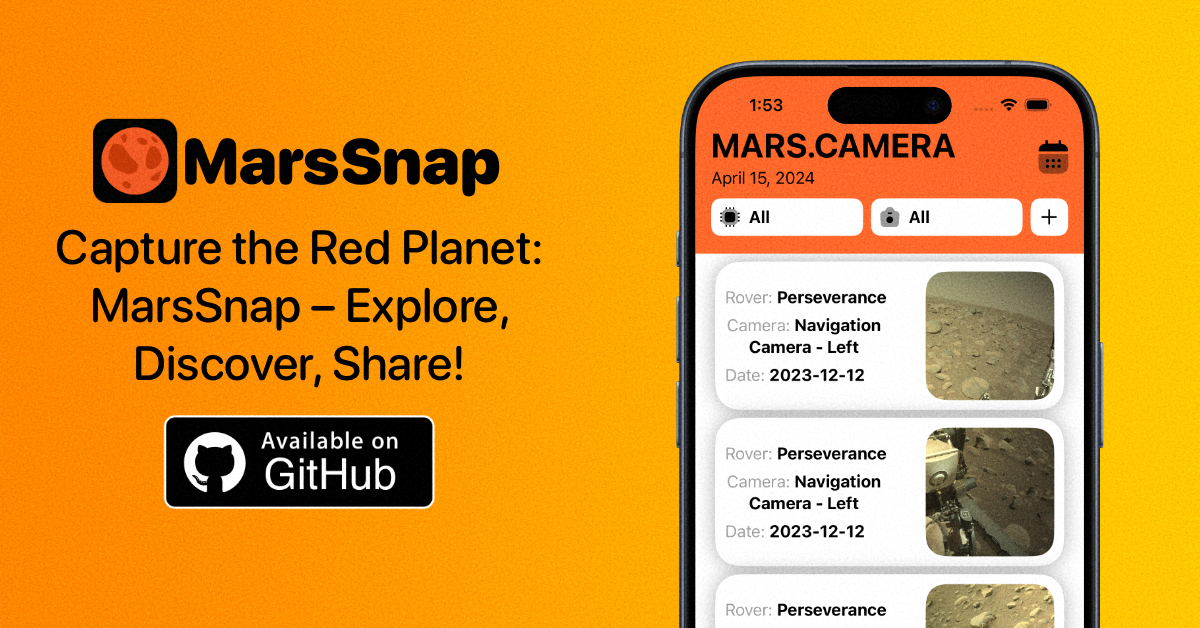 MarsSnap
Capture the Red Planet:
MarsSnap – Explore,
Discover, Share!
Available on
GitHub
1:53
MARS.CAMERA
April 15, 2024
All
All
+
Rover: Perseverance
Camera: Navigation
Camera - Left
Date: 2023-12-12
Rover: Perseverance
Camera: Navigation
Camera - Left
Date: 2023-12-12
Rover: Perseverance